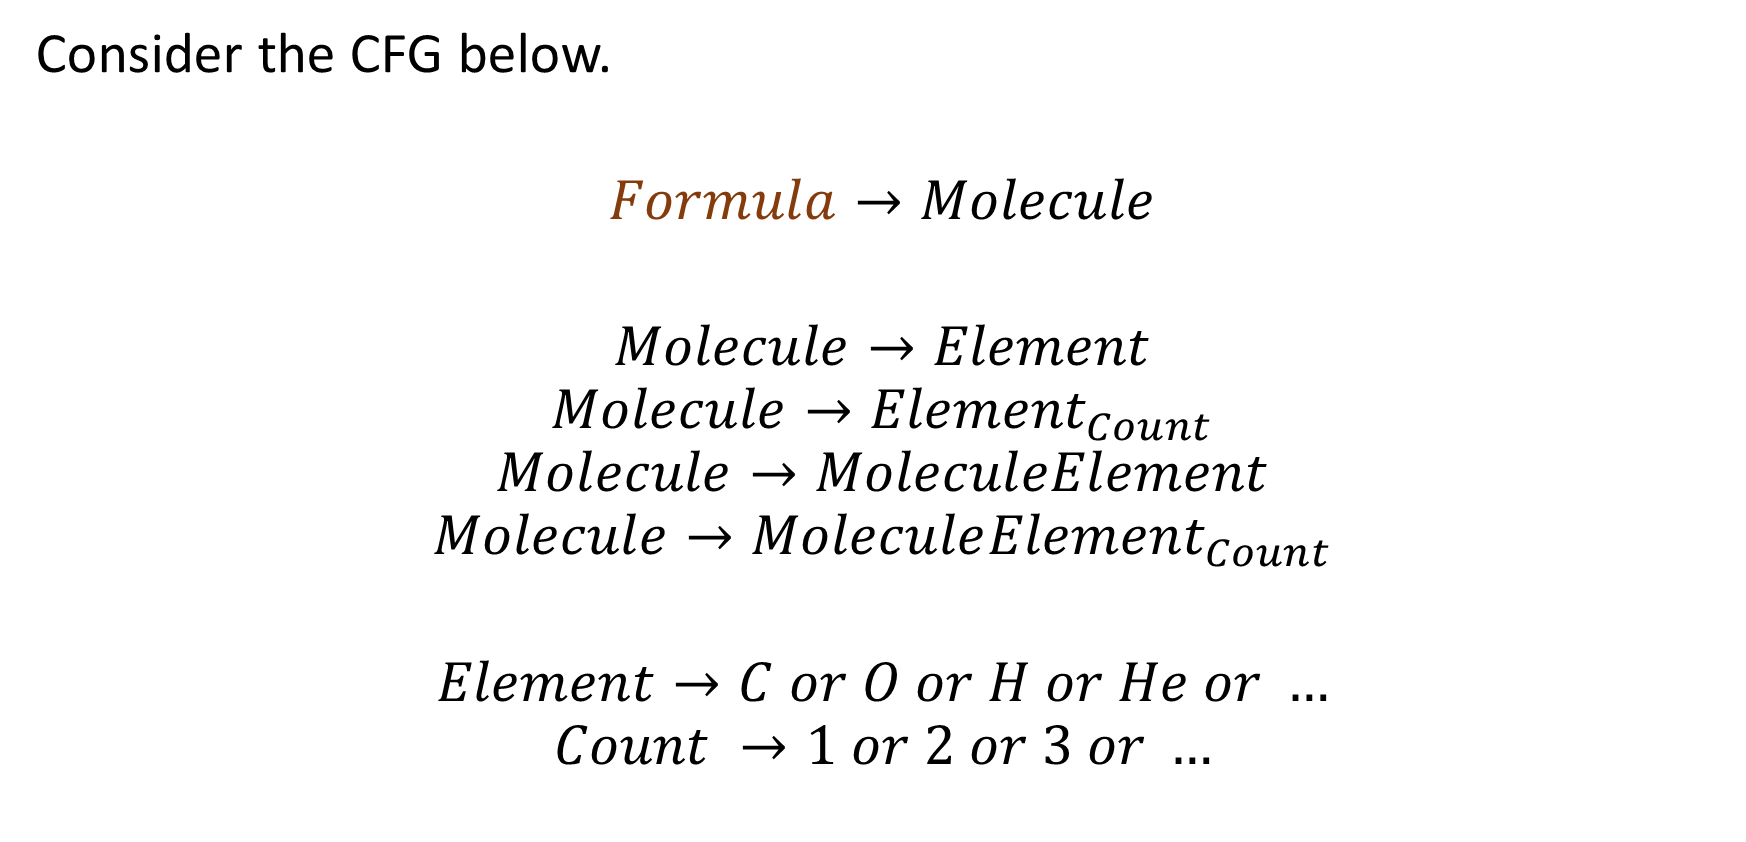 Consider the CFG below.
Formula → Molecule
Molecule → Element
Molecule → Element_Count
Molecule → MoleculeElement
Molecule → MoleculeElement_Count
Element → C or O or H or He or ...
Count → 1 or 2 or 3 or ...